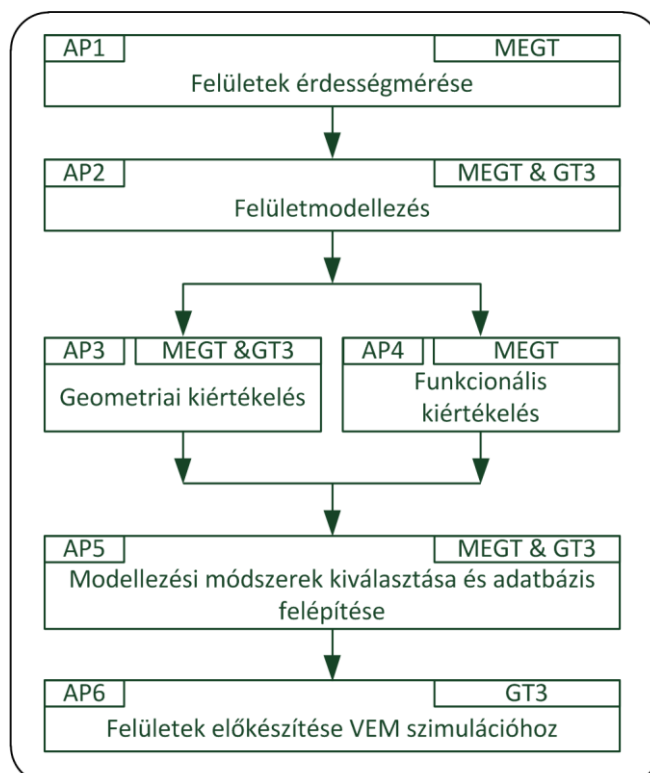 AP1 MEGT
Felületek érdességmérése
AP2 MEGT & GT3
Felületmodellezés
AP3 MEGT &GT3
Geometriai kiértékelés
AP4 MEGT
Funkcionális
kiértékelés
AP5 MEGT & GT3
Modellezési módszerek kiválasztása és adatbázis
felépítése
AP6 GT3
Felületek előkészítése VEM szimulációhoz